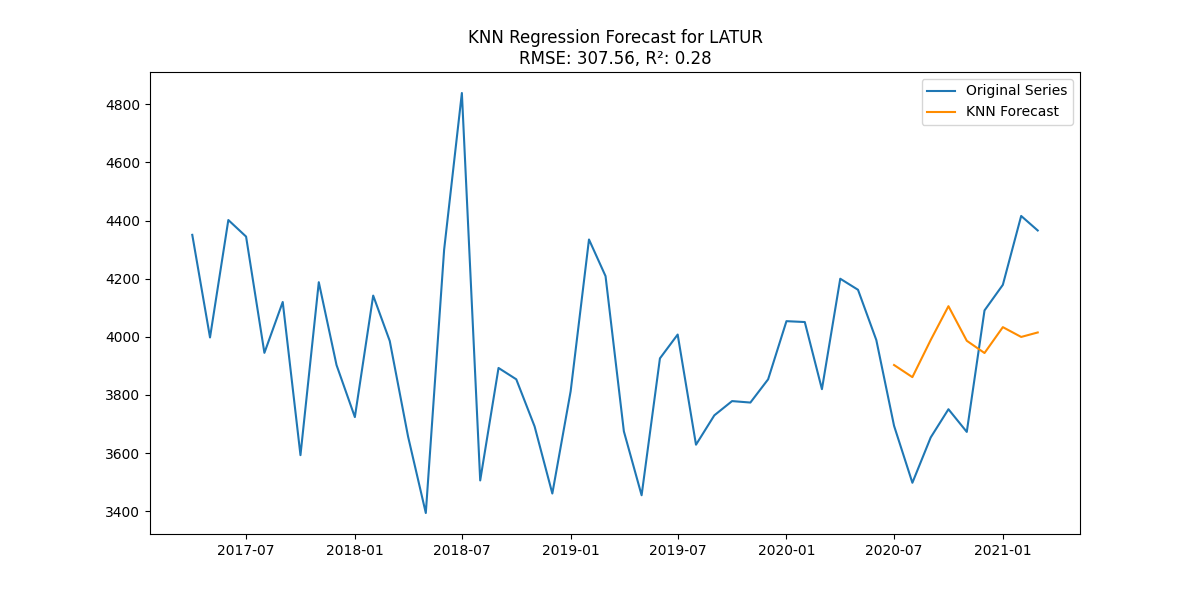 KNN Regression Forecast for LATUR
RMSE: 307.56, R²: 0.28
Original Series
KNN Forecast
4800
4600
4400
4200
4000
3800
3600
3400
2017-07 2018-01 2018-07 2019-01 2019-07 2020-01 2020-07 2021-01